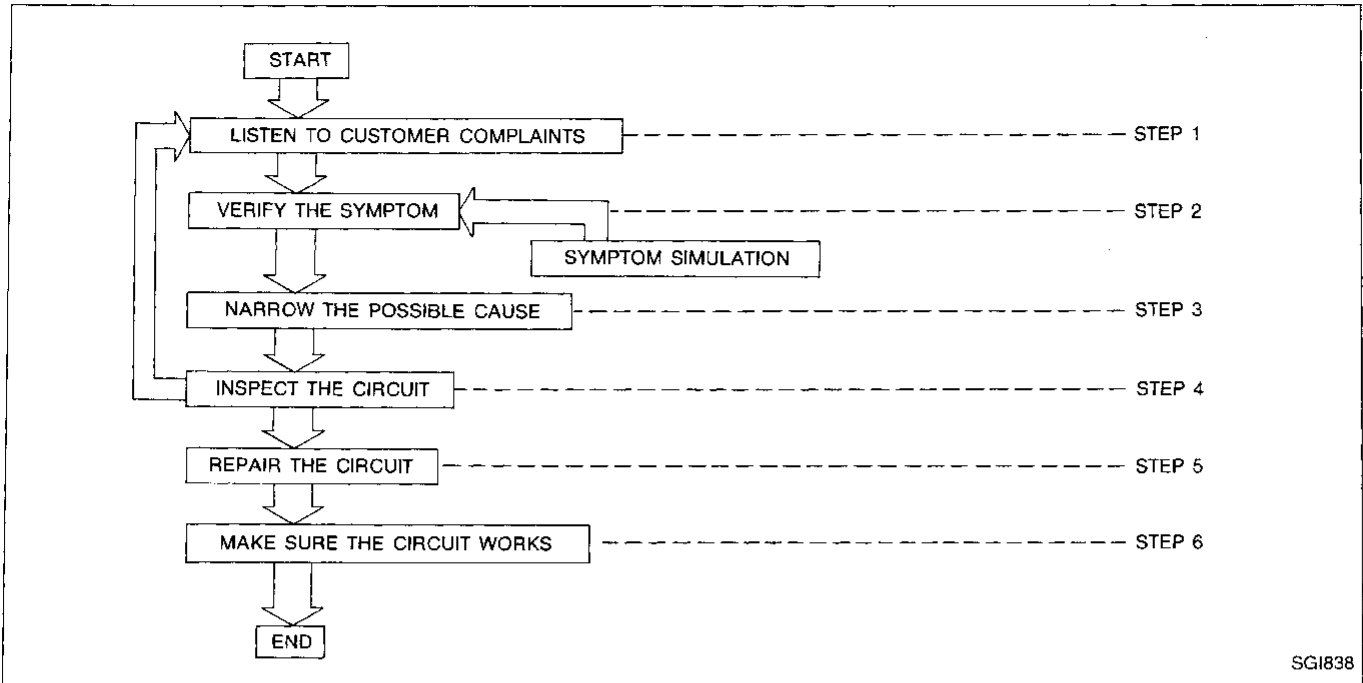 START
LISTEN TO CUSTOMER COMPLAINTS STEP 1
VERIFY THE SYMPTOM STEP 2
SYMPTOM SIMULATION
NARROW THE POSSIBLE CAUSE STEP 3
INSPECT THE CIRCUIT STEP 4
REPAIR THE CIRCUIT STEP 5
MAKE SURE THE CIRCUIT WORKS STEP 6
END
SGI838